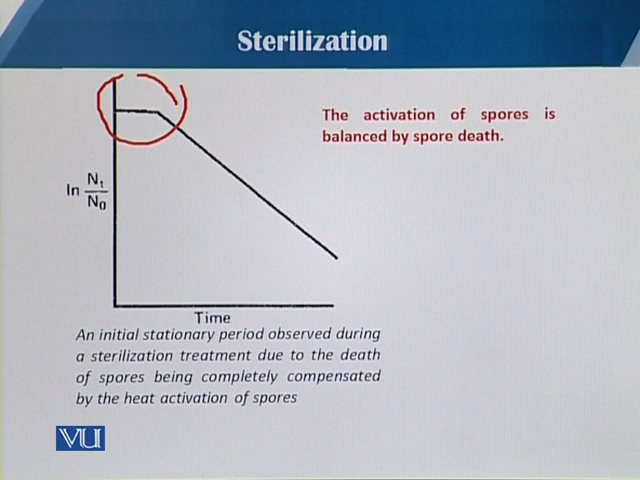 Sterilization
The activation of spores is
balanced by spore death.
ln Nt
N0
Time
An initial stationary period observed during
a sterilization treatment due to the death
of spores being completely compensated
by the heat activation of spores
VU